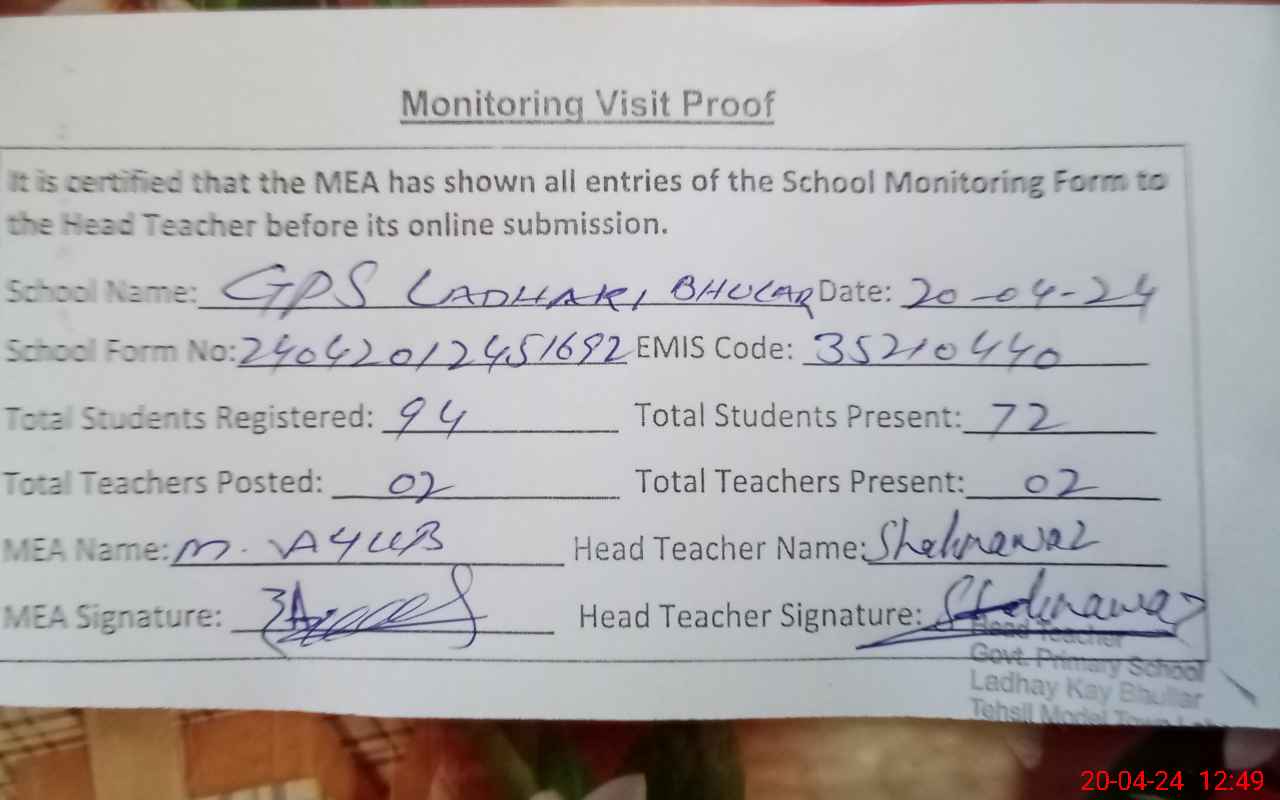 Monitoring Visit Proof
It is certified that the MEA has shown all entries of the School Monitoring Form to
the Head Teacher before its online submission.
School Name: GPS LADHAKI BHULAR Date: 20-04-24
School Form No: 24042012451692 EMIS Code: 35210440
Total Students Registered: 94 Total Students Present: 72
Total Teachers Posted: 02 Total Teachers Present: 02
MEA Name: M. AYUB Head Teacher Name: Shahnawaz
MEA Signature: Head Teacher Signature: Shahnawaz
Head Teacher
Govt. Primary School
Ladhay Kay Bhullar
Tehsil Model Town
20-04-24 12:49